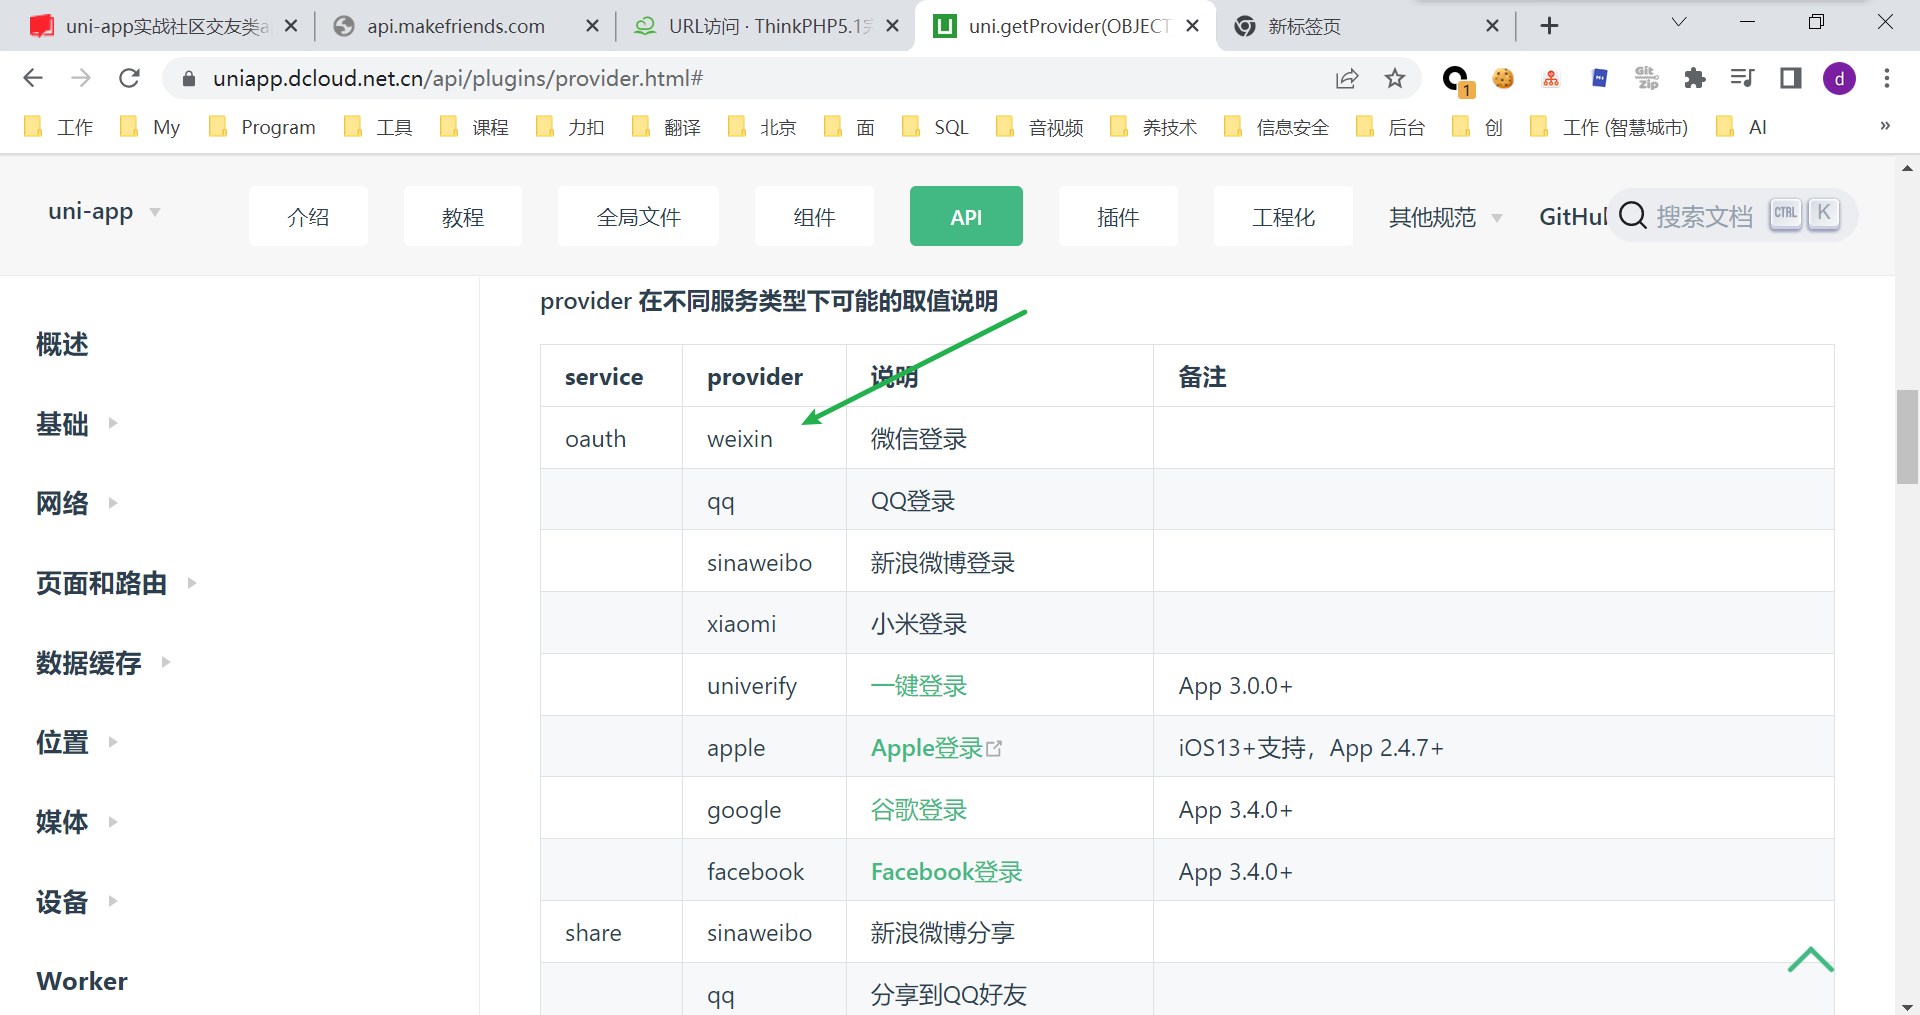 uni-app实战社区交友类a
api.makefriends.com
URL访问 · ThinkPHP5.1完
uni.getProvider(OBJECT
新标签页
uniapp.dcloud.net.cn/api/plugins/provider.html#
1
Git
zip
d
工作
My
Program
工具
课程
力扣
翻译
北京
面
SQL
音视频
养技术
信息安全
后台
创
工作 (智慧城市)
AI
»
uni-app
介绍
教程
全局文件
组件
API
插件
工程化
其他规范
GitHu
搜索文档
CTRL
K
概述
基础
网络
页面和路由
数据缓存
位置
媒体
设备
Worker
provider 在不同服务类型下可能的取值说明
service provider 说明 备注
oauth weixin 微信登录
qq QQ登录
sinaweibo 新浪微博登录
xiaomi 小米登录
univerify 一键登录 App 3.0.0+
apple Apple登录 iOS13+支持，App 2.4.7+
google 谷歌登录 App 3.4.0+
facebook Facebook登录 App 3.4.0+
share sinaweibo 新浪微博分享
qq 分享到QQ好友